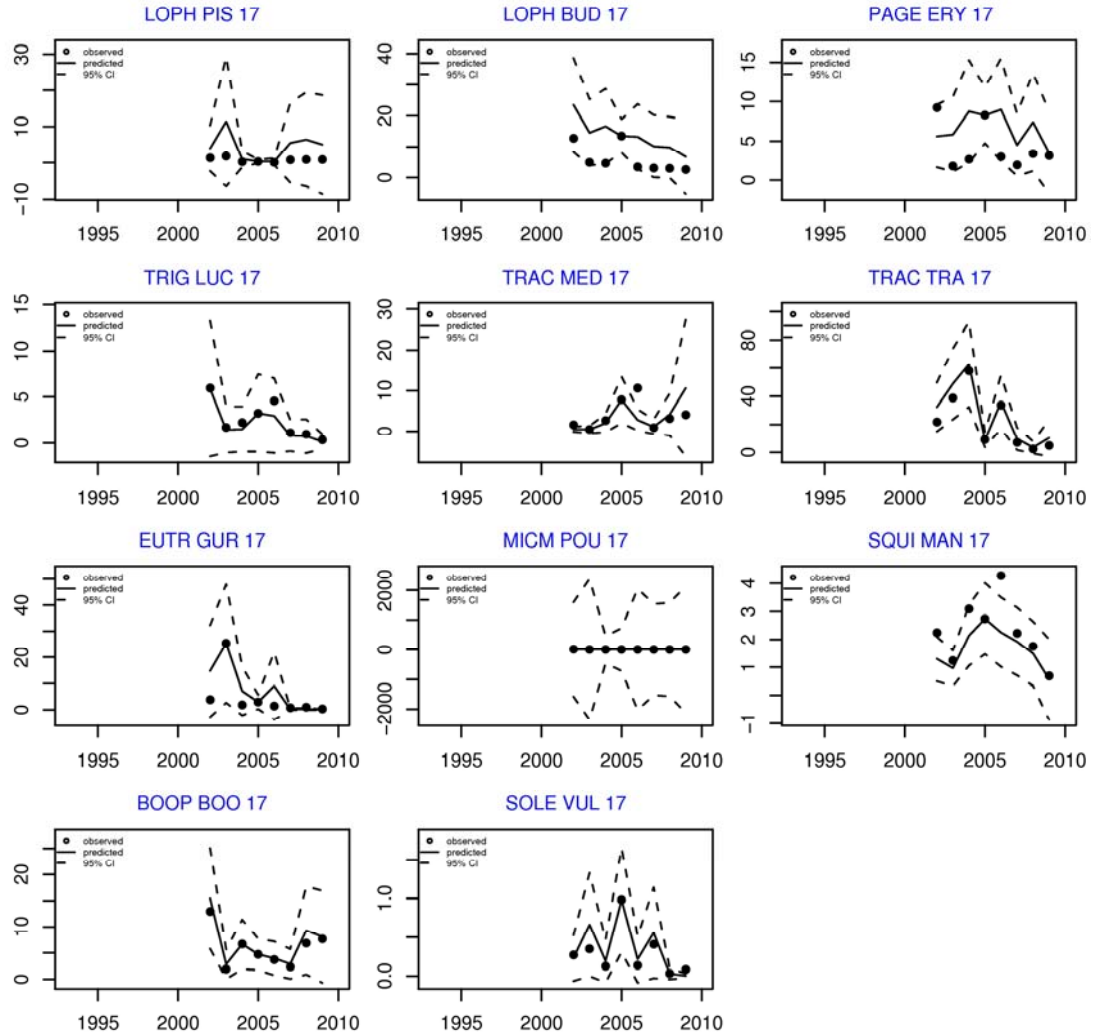 LOPH PIS 17
observed
predicted
95% CI
30
10
−10
1995 2000 2005 2010
LOPH BUD 17
observed
predicted
95% CI
40
20
0
1995 2000 2005 2010
PAGE ERY 17
observed
predicted
95% CI
15
10
5
0
1995 2000 2005 2010
TRIG LUC 17
observed
predicted
95% CI
15
10
5
0
1995 2000 2005 2010
TRAC MED 17
observed
predicted
95% CI
30
20
10
0
1995 2000 2005 2010
TRAC TRA 17
observed
predicted
95% CI
80
40
0
1995 2000 2005 2010
EUTR GUR 17
observed
predicted
95% CI
40
20
0
1995 2000 2005 2010
MICM POU 17
observed
predicted
95% CI
2000
0
−2000
1995 2000 2005 2010
SQUI MAN 17
observed
predicted
95% CI
4
3
2
1
−1
1995 2000 2005 2010
BOOP BOO 17
observed
predicted
95% CI
20
10
0
1995 2000 2005 2010
SOLE VUL 17
observed
predicted
95% CI
1.0
0.0
1995 2000 2005 2010